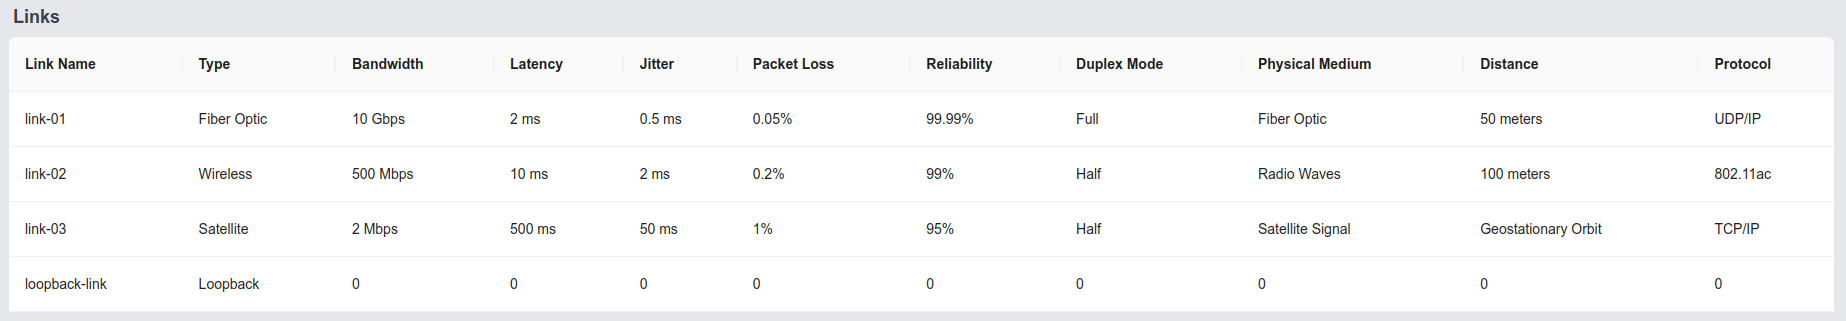 Links
Link Name Type Bandwidth Latency Jitter Packet Loss Reliability Duplex Mode Physical Medium Distance Protocol
link-01 Fiber Optic 10 Gbps 2 ms 0.5 ms 0.05% 99.99% Full Fiber Optic 50 meters UDP/IP
link-02 Wireless 500 Mbps 10 ms 2 ms 0.2% 99% Half Radio Waves 100 meters 802.11ac
link-03 Satellite 2 Mbps 500 ms 50 ms 1% 95% Half Satellite Signal Geostationary Orbit TCP/IP
loopback-link Loopback 0 0 0 0 0 0 0 0 0